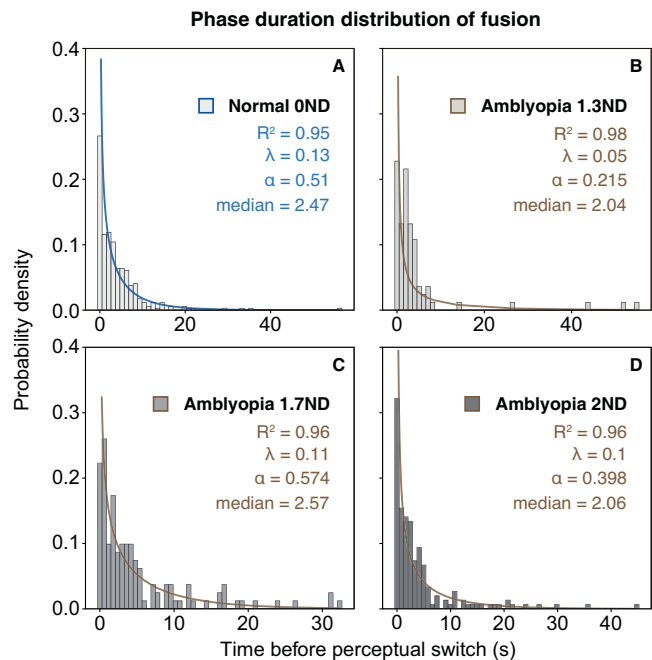 Phase duration distribution of fusion
Probability density
0.4
0.3
0.2
0.1
0.0
A
Normal 0ND
R² = 0.95
λ = 0.13
α = 0.51
median = 2.47
0 20 40
B
Amblyopia 1.3ND
R² = 0.98
λ = 0.05
α = 0.215
median = 2.04
0 20 40
0.4
0.3
0.2
0.1
0.0
C
Amblyopia 1.7ND
R² = 0.96
λ = 0.11
α = 0.574
median = 2.57
0 10 20 30
D
Amblyopia 2ND
R² = 0.96
λ = 0.1
α = 0.398
median = 2.06
0 10 20 30 40
Time before perceptual switch (s)